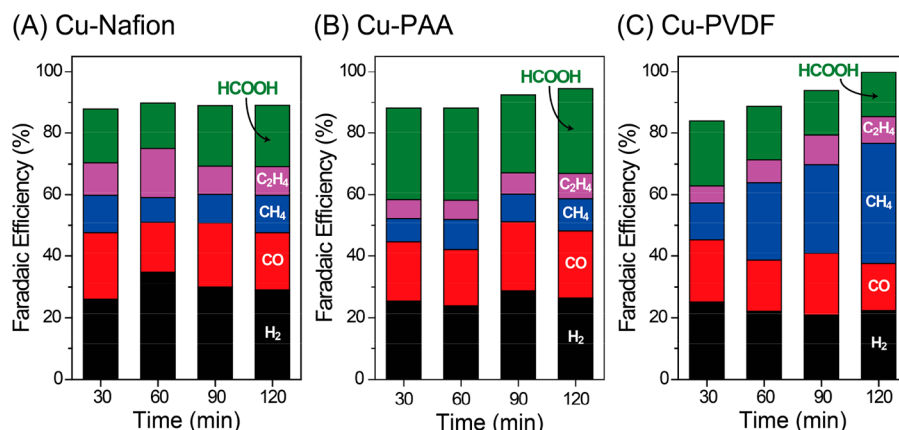 (A) Cu-Nafion
(B) Cu-PAA
(C) Cu-PVDF
Faradaic Efficiency (%)
100
80
60
40
20
0
HCOOH
C₂H₄
CH₄
CO
H₂
30 60 90 120
Time (min)
Faradaic Efficiency (%)
100
80
60
40
20
0
HCOOH
C₂H₄
CH₄
CO
H₂
30 60 90 120
Time (min)
Faradaic Efficiency (%)
100
80
60
40
20
0
HCOOH
C₂H₄
CH₄
CO
H₂
30 60 90 120
Time (min)